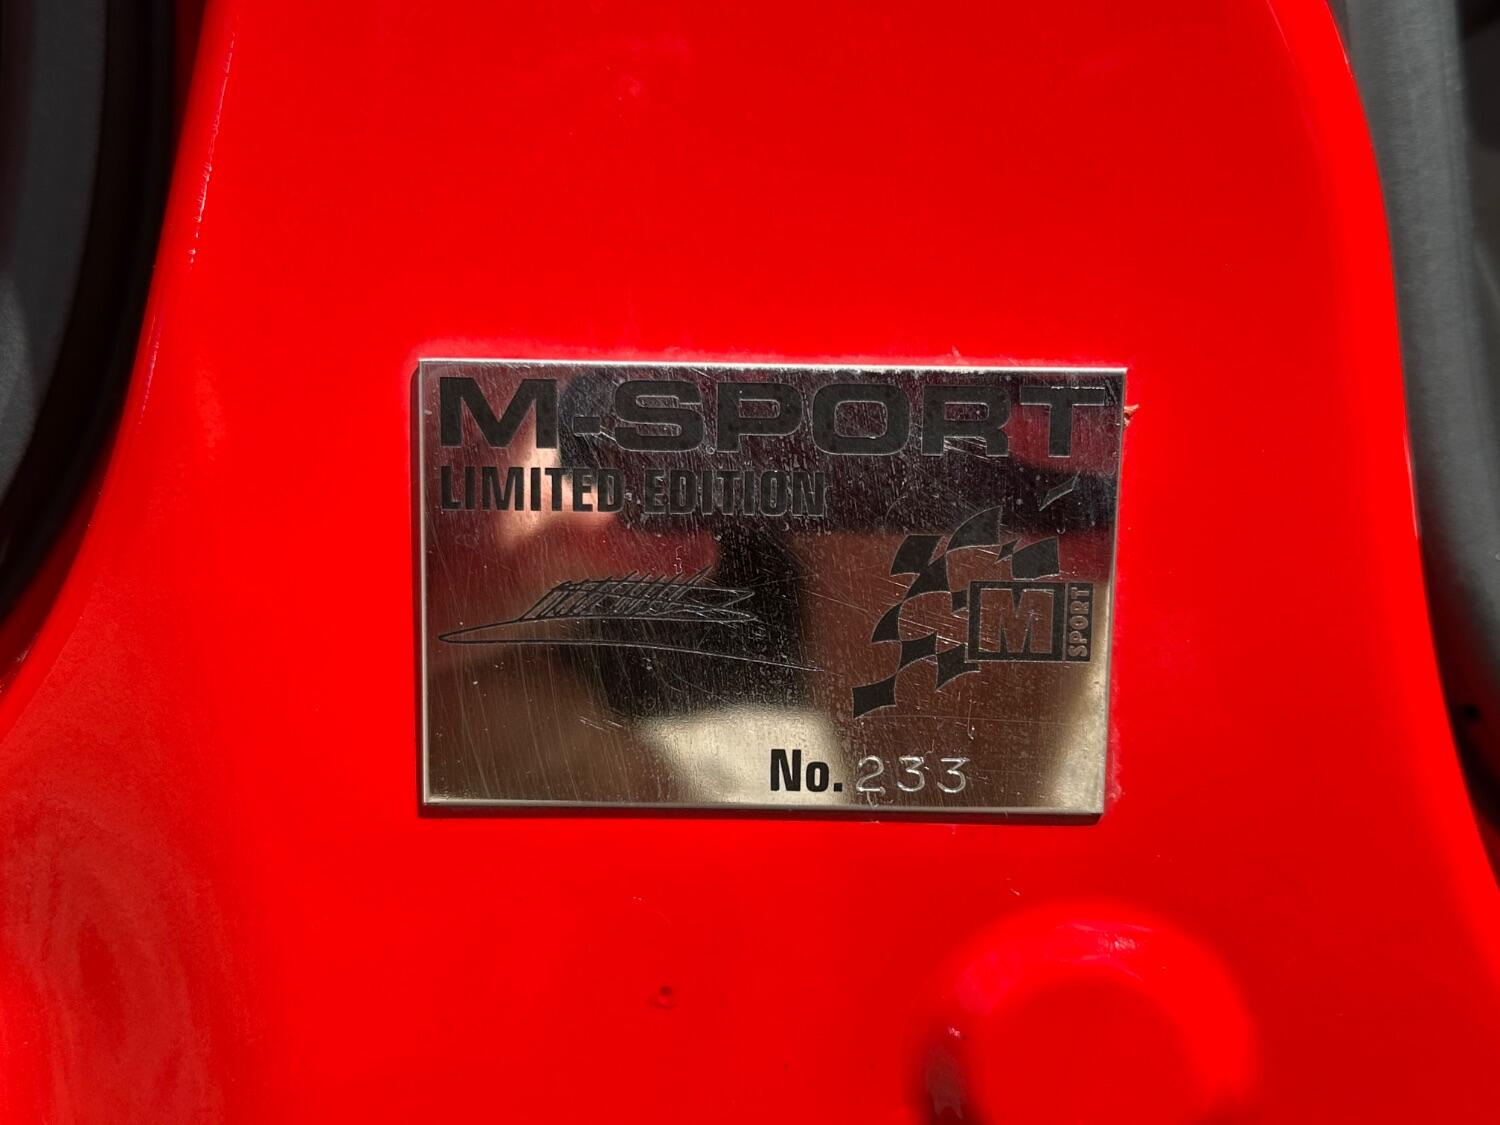 M-SPORT
LIMITED EDITION
M
SPORT
No. 233